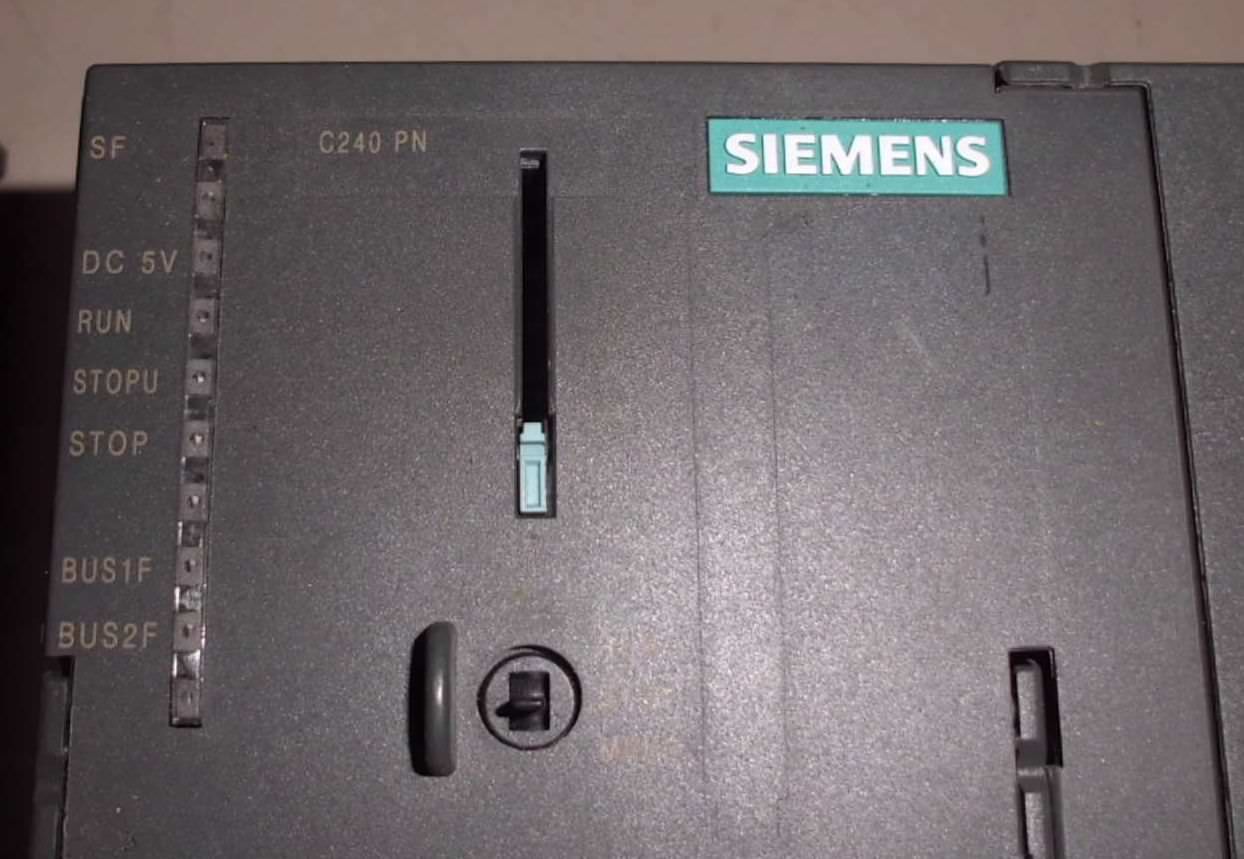 SF
C240 PN
SIEMENS
DC 5V
RUN
STOPU
STOP
BUS1F
BUS2F